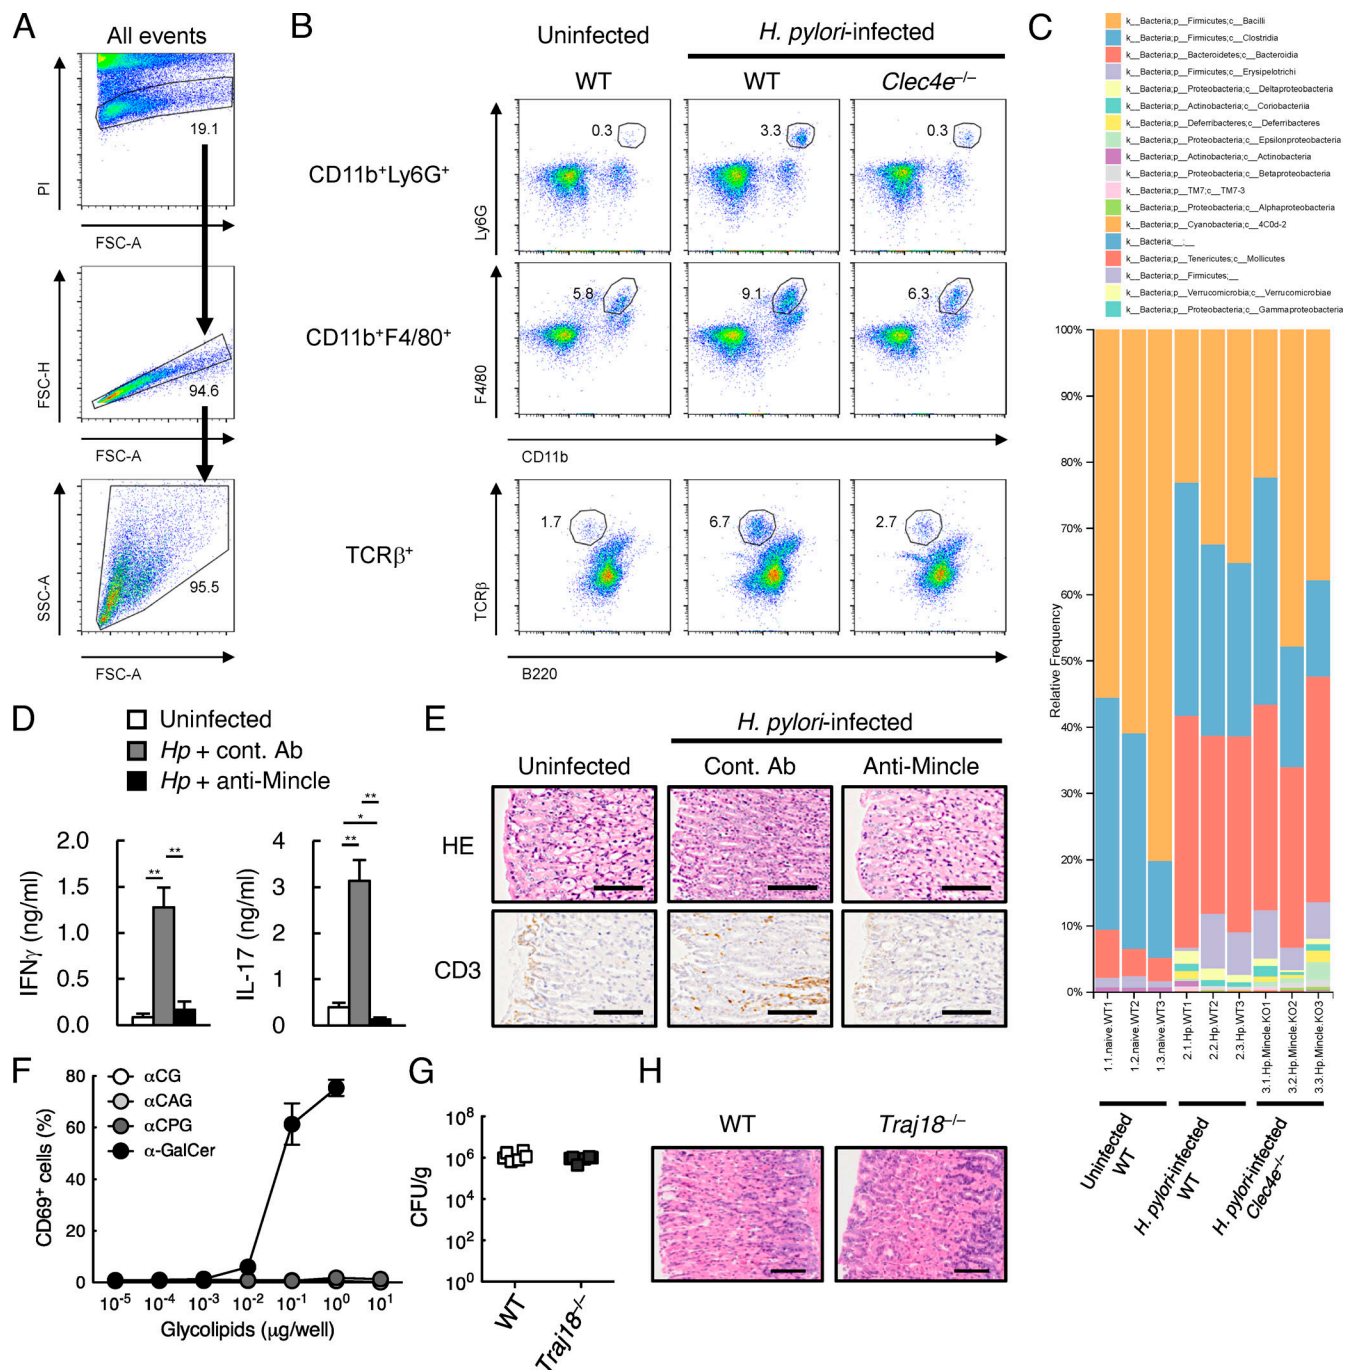 A
All events
PI
19.1
FSC-A
FSC-H
94.6
FSC-A
SSC-A
95.5
FSC-A
B
Uninfected
H. pylori-infected
WT
WT
Clec4e–/–
CD11b+Ly6G+
Ly6G
0.3
3.3
0.3
CD11b+F4/80+
F4/80
5.8
9.1
6.3
CD11b
TCRβ+
TCRβ
1.7
6.7
2.7
B220
C
k__Bacteria;p__Firmicutes;c__Bacilli
k__Bacteria;p__Firmicutes;c__Clostridia
k__Bacteria;p__Bacteroidetes;c__Bacteroidia
k__Bacteria;p__Firmicutes;c__Erysipelotrichi
k__Bacteria;p__Proteobacteria;c__Deltaproteobacteria
k__Bacteria;p__Actinobacteria;c__Coriobacteria
k__Bacteria;p__Deferribacteres;c__Deferribacteres
k__Bacteria;p__Proteobacteria;c__Epsilonproteobacteria
k__Bacteria;p__Actinobacteria;c__Actinobacteria
k__Bacteria;p__Proteobacteria;c__Betaproteobacteria
k__Bacteria;p__TM7;c__TM7-3
k__Bacteria;p__Proteobacteria;c__Alphaproteobacteria
k__Bacteria;p__Cyanobacteria;c__4C0d-2
k__Bacteria;__;__
k__Bacteria;p__Tenericutes;c__Mollicutes
k__Bacteria;p__Firmicutes;__
k__Bacteria;p__Verrucomicrobia;c__Verrucomicrobiae
k__Bacteria;p__Proteobacteria;c__Gammaproteobacteria
Relative Frequency
100%
90%
80%
70%
60%
50%
40%
30%
20%
10%
0%
1.1.naive.WT1
1.2.naive.WT2
1.3.naive.WT3
2.1.Hp.WT1
2.2.Hp.WT2
2.3.Hp.WT3
3.1.Hp.Mincle.KO1
3.2.Hp.Mincle.KO2
3.3.Hp.Mincle.KO3
Uninfected
WT
H. pylori-infected
WT
H. pylori-infected
Clec4e–/–
D
Uninfected
Hp + cont. Ab
Hp + anti-Mincle
IFNγ (ng/ml)
2.0
1.5
1.0
0.5
0.0
**
**
IL-17 (ng/ml)
4
3
2
1
0
**
*
**
E
H. pylori-infected
Uninfected
Cont. Ab
Anti-Mincle
HE
CD3
F
αCG
αCAG
αCPG
α-GalCer
CD69+ cells (%)
80
60
40
20
0
10-5
10-4
10-3
10-2
10-1
100
101
Glycolipids (μg/well)
G
CFU/g
108
106
104
102
100
WT
Traj18–/–
H
WT
Traj18–/–